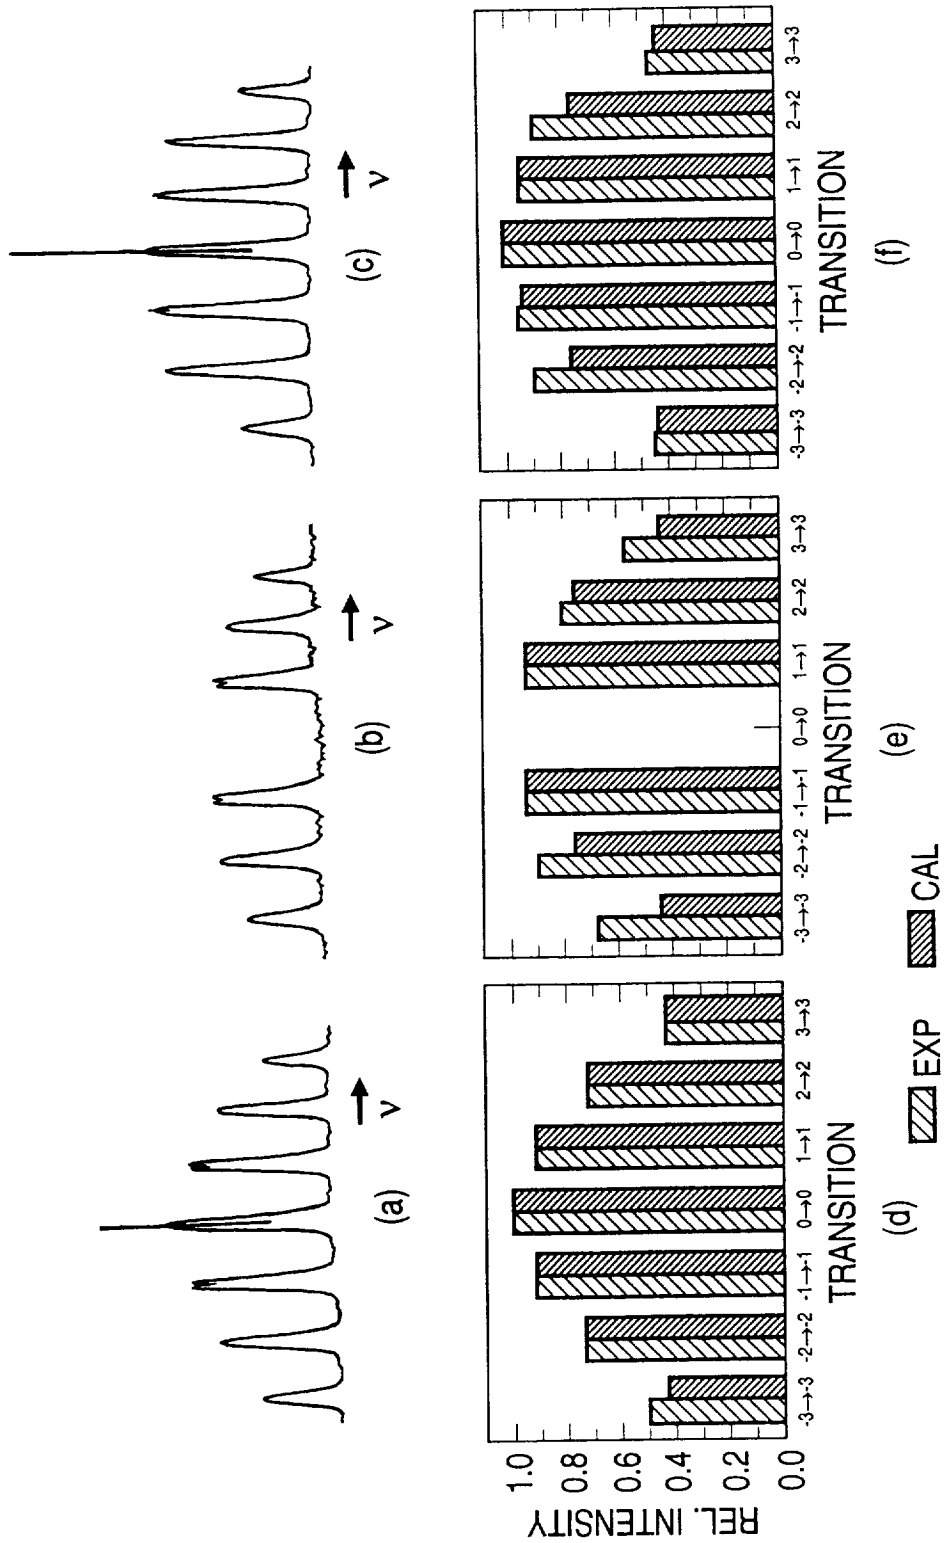 (a)
ν
(b)
ν
(c)
ν
REL. INTENSITY
1.0
0.8
0.6
0.4
0.2
0.0
-3→-3 -2→-2 -1→-1 0→0 1→1 2→2 3→3
TRANSITION
(d)
-3→-3 -2→-2 -1→-1 0→0 1→1 2→2 3→3
TRANSITION
(e)
-3→-3 -2→-2 -1→-1 0→0 1→1 2→2 3→3
TRANSITION
(f)
EXP CAL